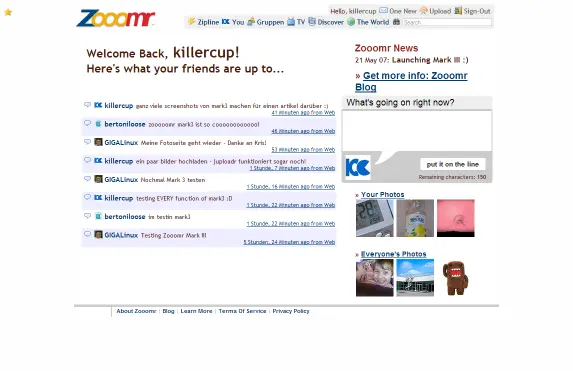 Zooomr
Hello, killercup One New Upload Sign-Out
Zipline You Gruppen TV Discover The World Search
Welcome Back, killercup!
Here's what your friends are up to...
killercup ganz viele screenshots von mark3 machen für einen artikel darüber :)
41 Minuten ago from Web
bertoniloose zooooomr mark3 ist so cooooooooooool!
46 Minuten ago from Web
GIGALinux Meine Fotoseite geht wieder - Danke an Kris!
53 Minuten ago from Web
killercup ein paar bilder hochladen - juploadr funktioniert sogar noch!
1 Stunde, 7 Minuten ago from Web
GIGALinux Nochmal Mark 3 testen
1 Stunde, 16 Minuten ago from Web
killercup testing EVERY function of mark3 :D
1 Stunde, 22 Minuten ago from Web
bertoniloose im testin mark3
1 Stunde, 22 Minuten ago from Web
GIGALinux Testing Zooomr Mark III
5 Stunden, 24 Minuten ago from Web
Zooomr News
21 May 07: Launching Mark III :)
» Get more info: Zooomr
Blog
What's going on right now?
put it on the line
Remaining characters: 150
» Your Photos
» Everyone's Photos
About Zooomr | Blog | Learn More | Terms Of Service | Privacy Policy